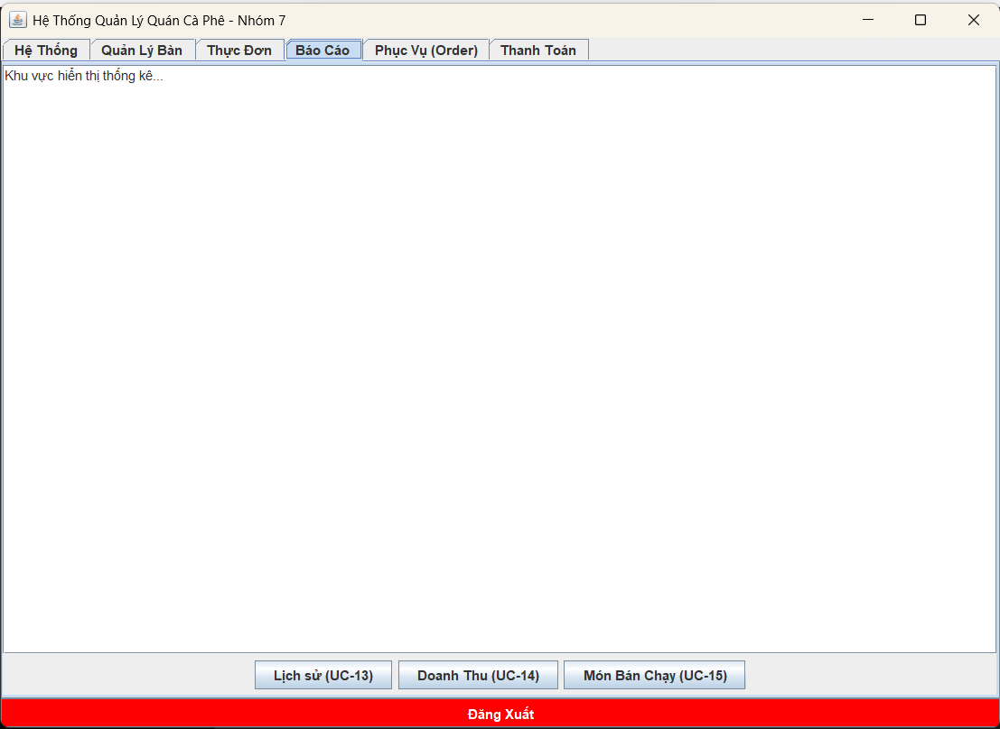 Hệ Thống Quản Lý Quán Cà Phê - Nhóm 7
Hệ Thống Quản Lý Bàn Thực Đơn Báo Cáo Phục Vụ (Order) Thanh Toán
Khu vực hiển thị thống kê...
Lịch sử (UC-13) Doanh Thu (UC-14) Món Bán Chạy (UC-15)
Đăng Xuất